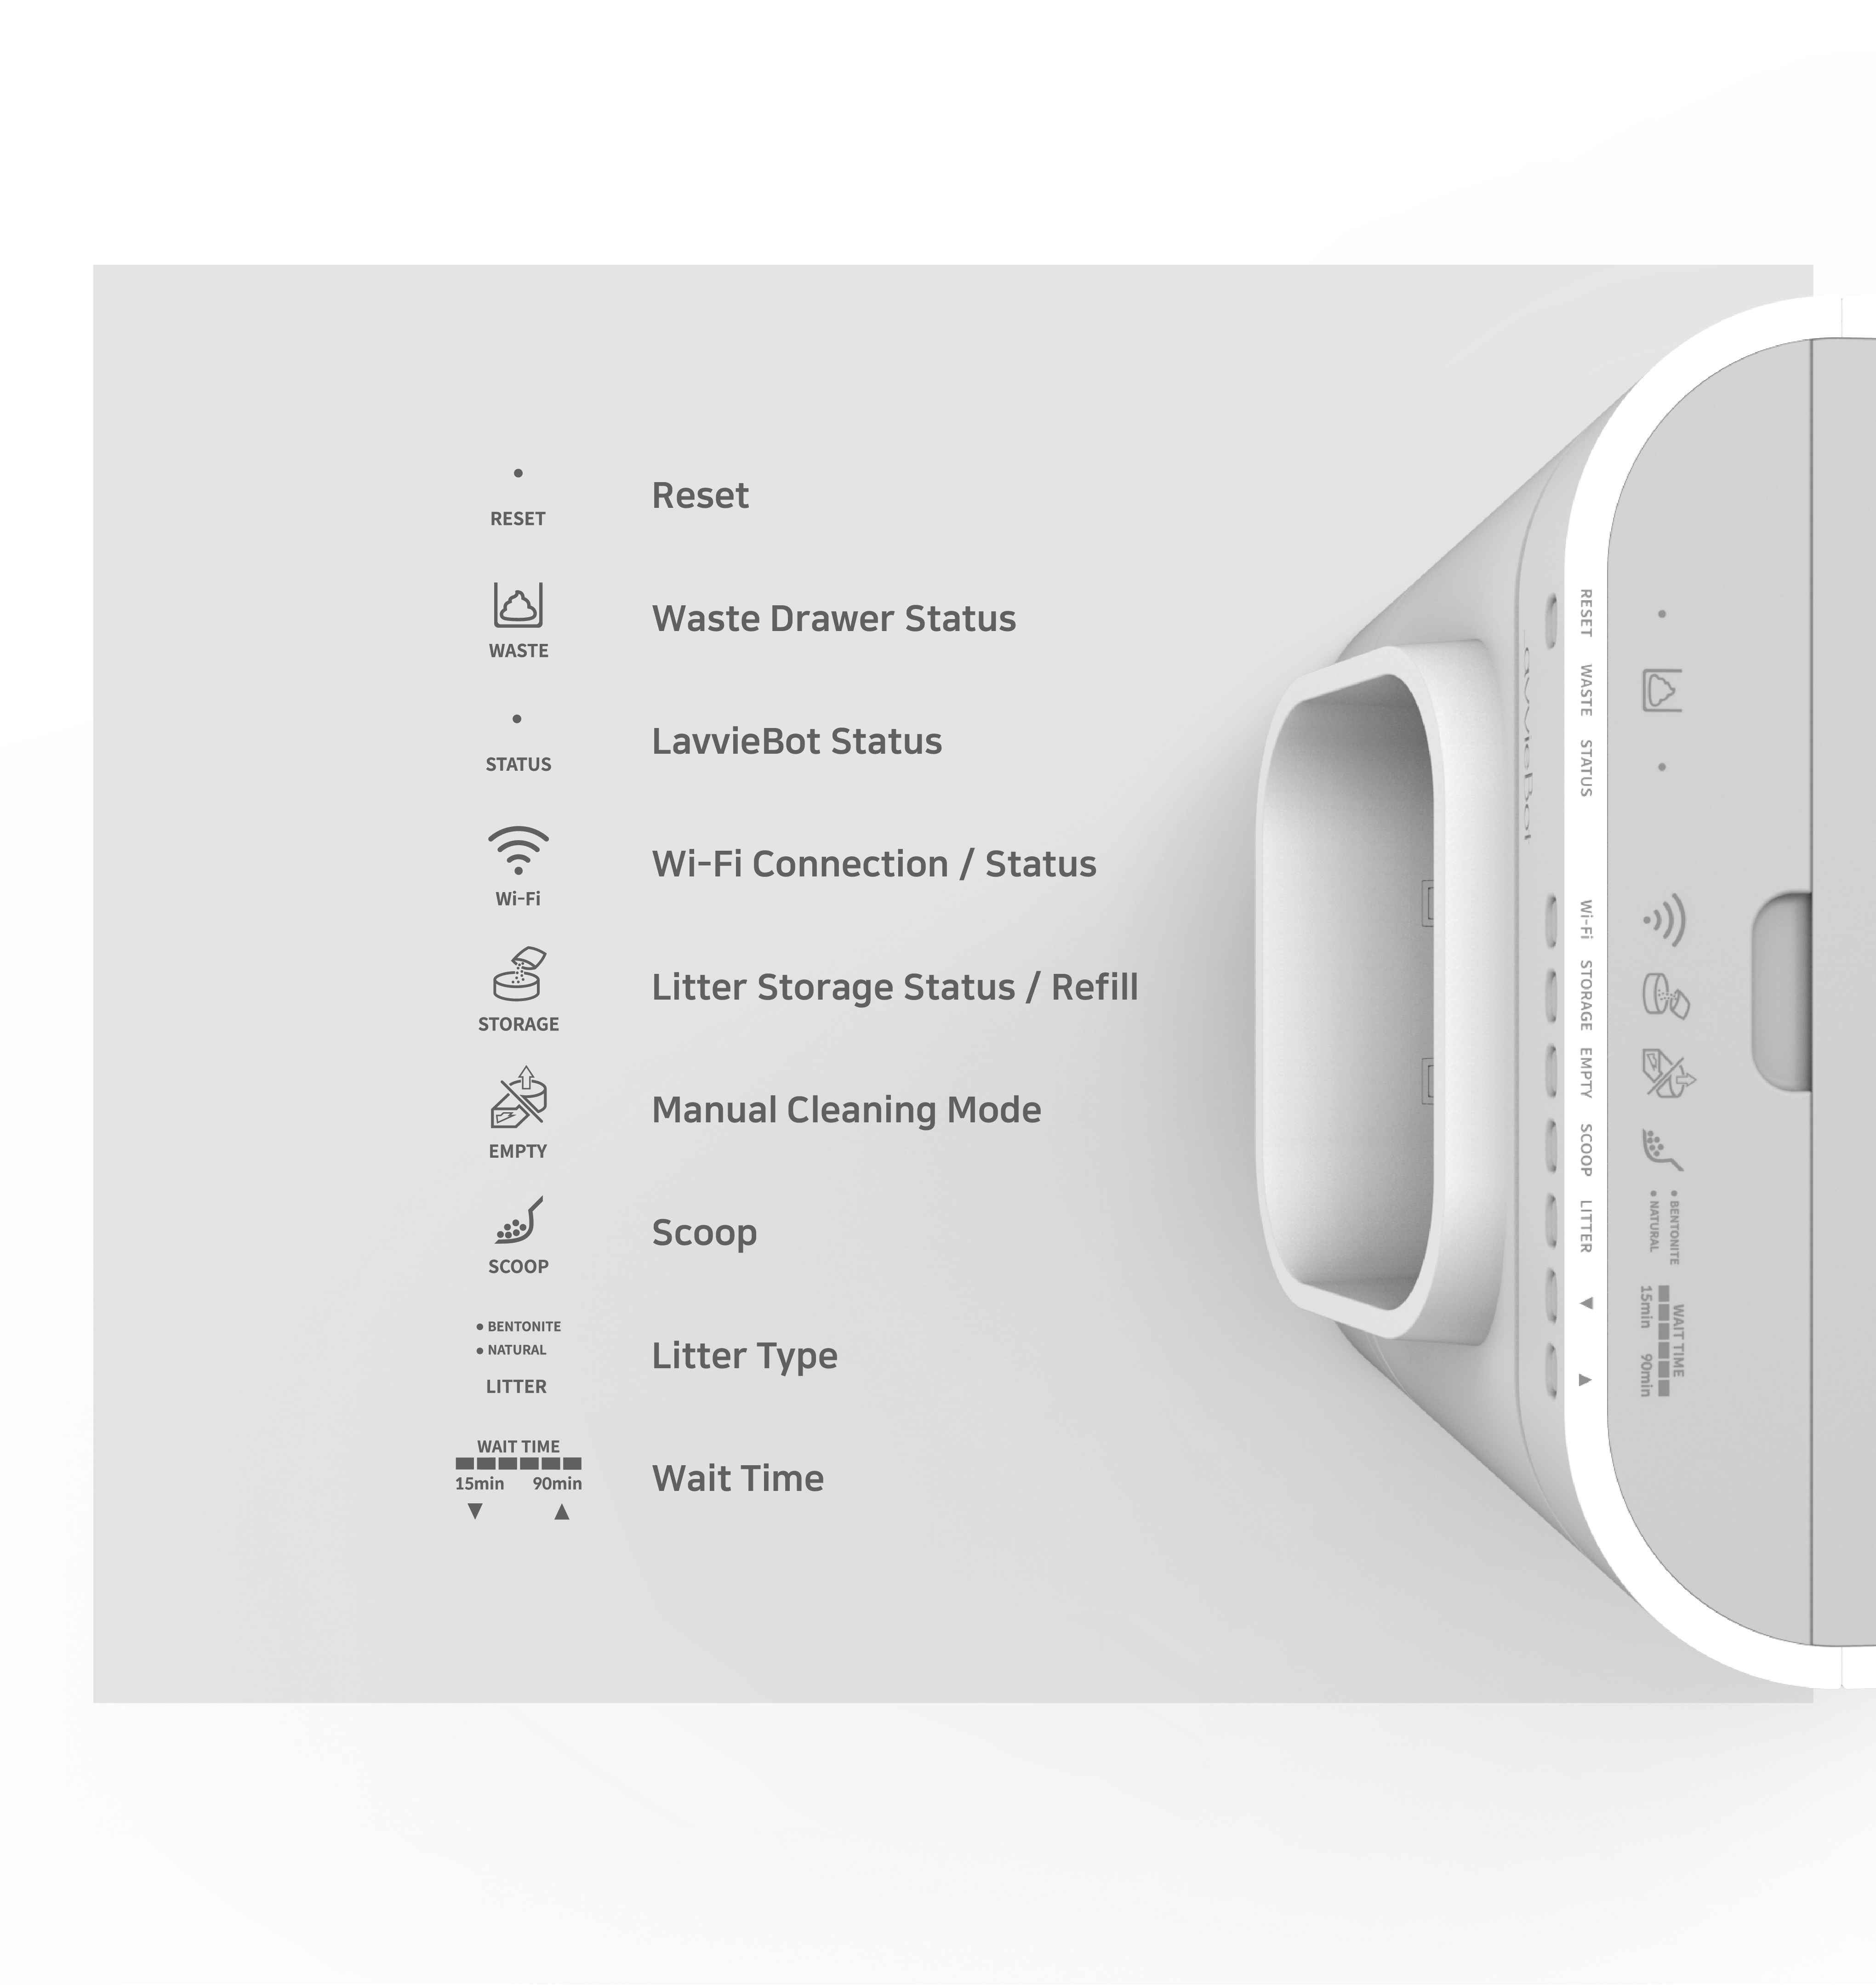 RESET
Reset
WASTE
Waste Drawer Status
STATUS
LavvieBot Status
Wi-Fi
Wi-Fi Connection / Status
STORAGE
Litter Storage Status / Refill
EMPTY
Manual Cleaning Mode
SCOOP
Scoop
• BENTONITE
• NATURAL
LITTER
Litter Type
WAIT TIME
15min 90min
▼ ▲
Wait Time
LavvieBot
RESET
WASTE
STATUS
Wi-Fi
STORAGE
EMPTY
SCOOP
LITTER
▼
▲
• BENTONITE
• NATURAL
WAIT TIME
15min 90min